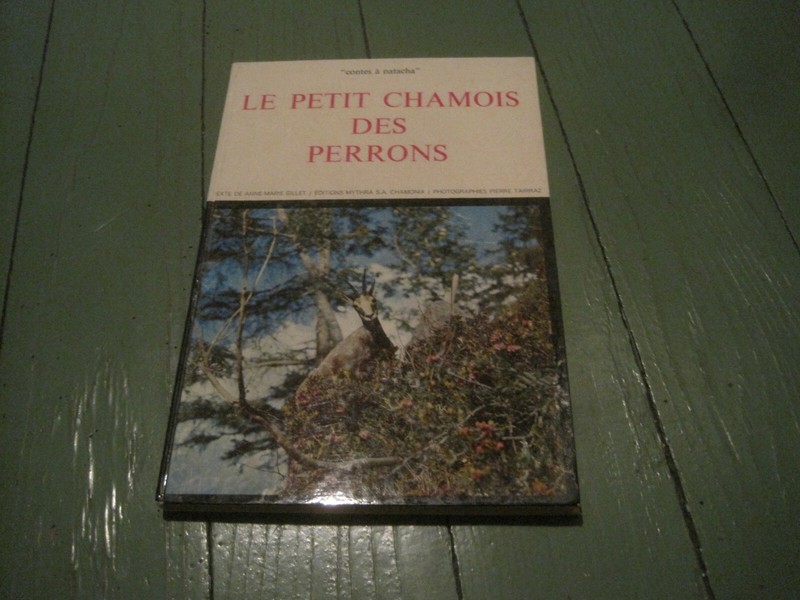 "contes à natacha"
LE PETIT CHAMOIS
DES
PERRONS
TEXTE DE ANNE-MARIE GILLET / EDITIONS MYTHRA S.A. CHAMONIX / PHOTOGRAPHIES PIERRE TAIRRAZ